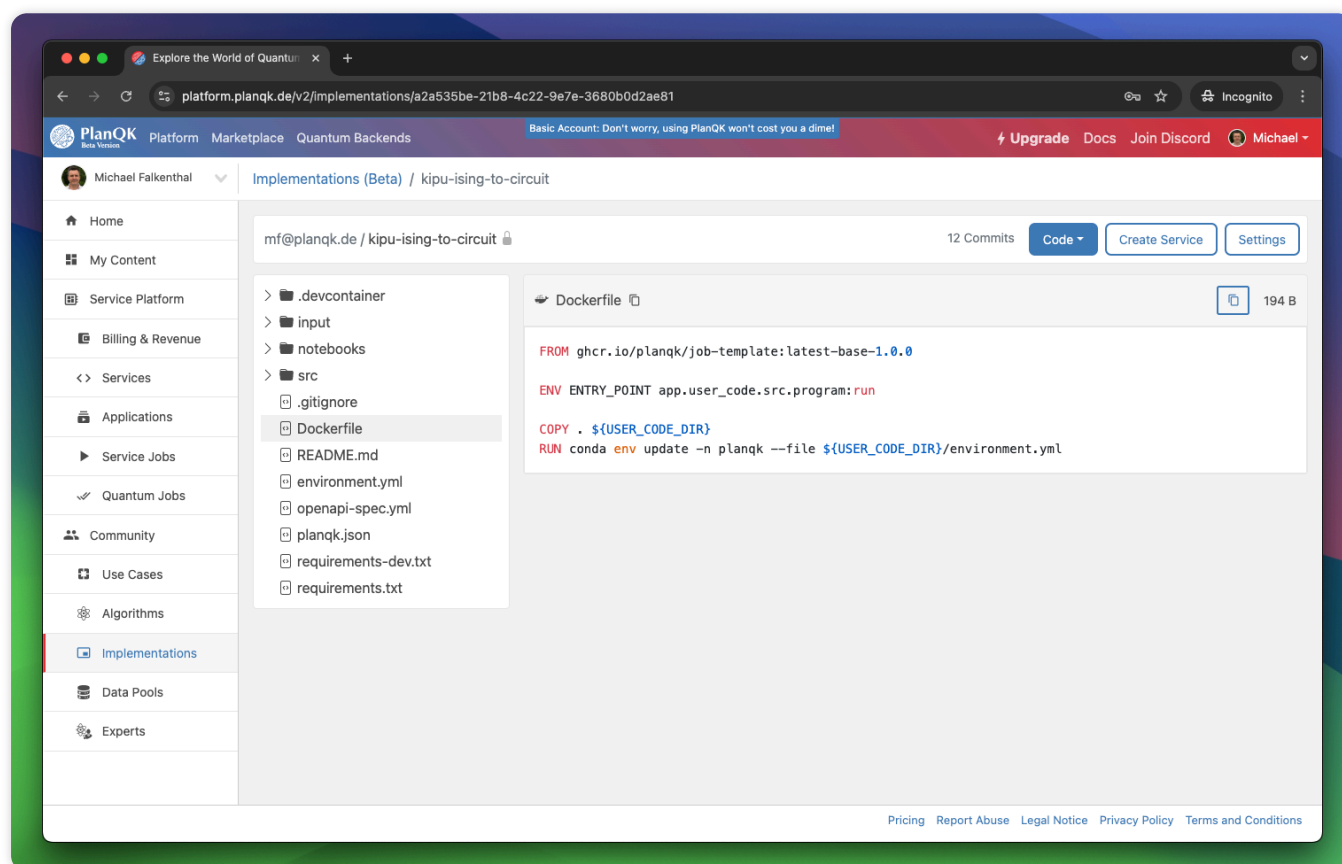 Explore the World of Quantun
platform.planqk.de/v2/implementations/a2a535be-21b8-4c22-9e7e-3680b0d2ae81
Incognito
PlanQK
Beta Version
Platform Marketplace Quantum Backends
Basic Account: Don't worry, using PlanQK won't cost you a dime!
Upgrade Docs Join Discord Michael
Michael Falkenthal
Implementations (Beta) / kipu-ising-to-circuit
Home
My Content
Service Platform
Billing & Revenue
Services
Applications
Service Jobs
Quantum Jobs
Community
Use Cases
Algorithms
Implementations
Data Pools
Experts
mf@planqk.de / kipu-ising-to-circuit
12 Commits Code Create Service Settings
.devcontainer
input
notebooks
src
.gitignore
Dockerfile
README.md
environment.yml
openapi-spec.yml
planqk.json
requirements-dev.txt
requirements.txt
Dockerfile
194 B
FROM ghcr.io/planqk/job-template:latest-base-1.0.0
ENV ENTRY_POINT app.user_code.src.program:run
COPY . ${USER_CODE_DIR}
RUN conda env update -n planqk --file ${USER_CODE_DIR}/environment.yml
Pricing Report Abuse Legal Notice Privacy Policy Terms and Conditions